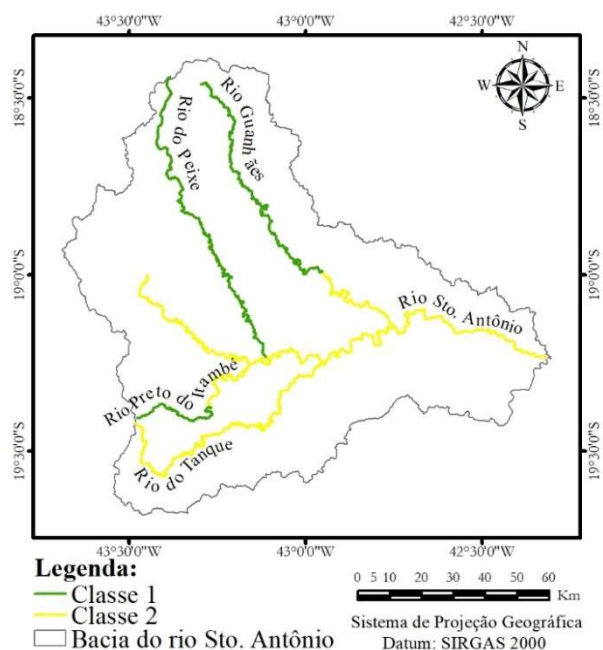 43°30'0"W 43°0'0"W 42°30'0"W
N
W E
S
18°30'0"S 18°30'0"S
Rio do Peixe
Rio Guanhães
19°0'0"S 19°0'0"S
Rio Sto. Antônio
Rio Preto do Itambé
Rio do Tanque
19°30'0"S 19°30'0"S
43°30'0"W 43°0'0"W 42°30'0"W
Legenda:
Classe 1
Classe 2
Bacia do rio Sto. Antônio
0 5 10 20 30 40 50 60
Km
Sistema de Projeção Geográfica
Datum: SIRGAS 2000